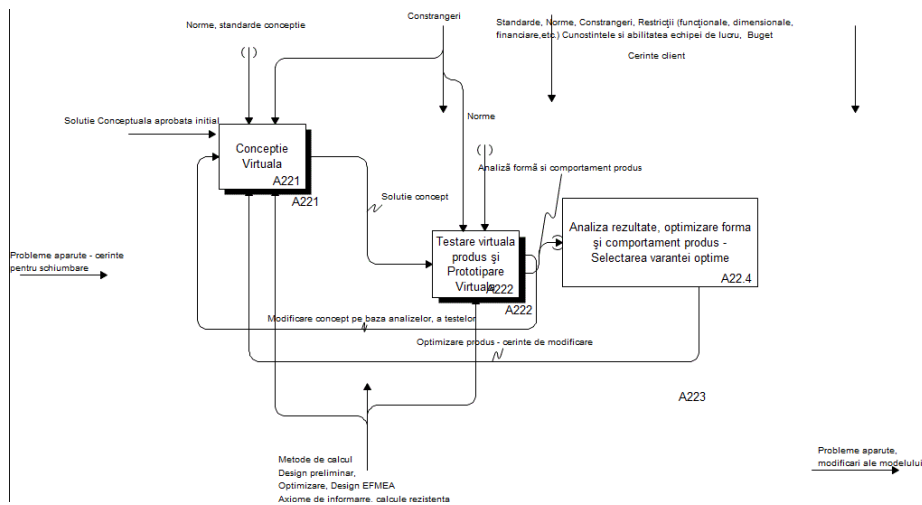 Constrangeri
Standarde, Norme, Constrangeri, Restricții (funcționale, dimensionale,
financiare,etc.) Cunostintele si abilitatea echipei de lucru, Buget
Norme, standarde conceptie
Cerinte client
Solutie Conceptuala aprobata initial
Norme
Conceptie
Virtuala
A221
A221
Analiză formă si comportament produs
Solutie concept
Analiza rezultate, optimizare forma
şi comportament produs -
Selectarea varantei optime
A22.4
Testare virtuala
produs şi
Prototipare
Virtuala
A222
A222
Probleme aparute - cerinte
pentru schiumbare
Modificare concept pe baza analizelor, a testelor
Optimizare produs - cerinte de modificare
A223
Metode de calcul
Design preliminar,
Optimizare, Design EFMEA
Axiome de informare, calcule rezistenta
Probleme aparute,
modificari ale modelului